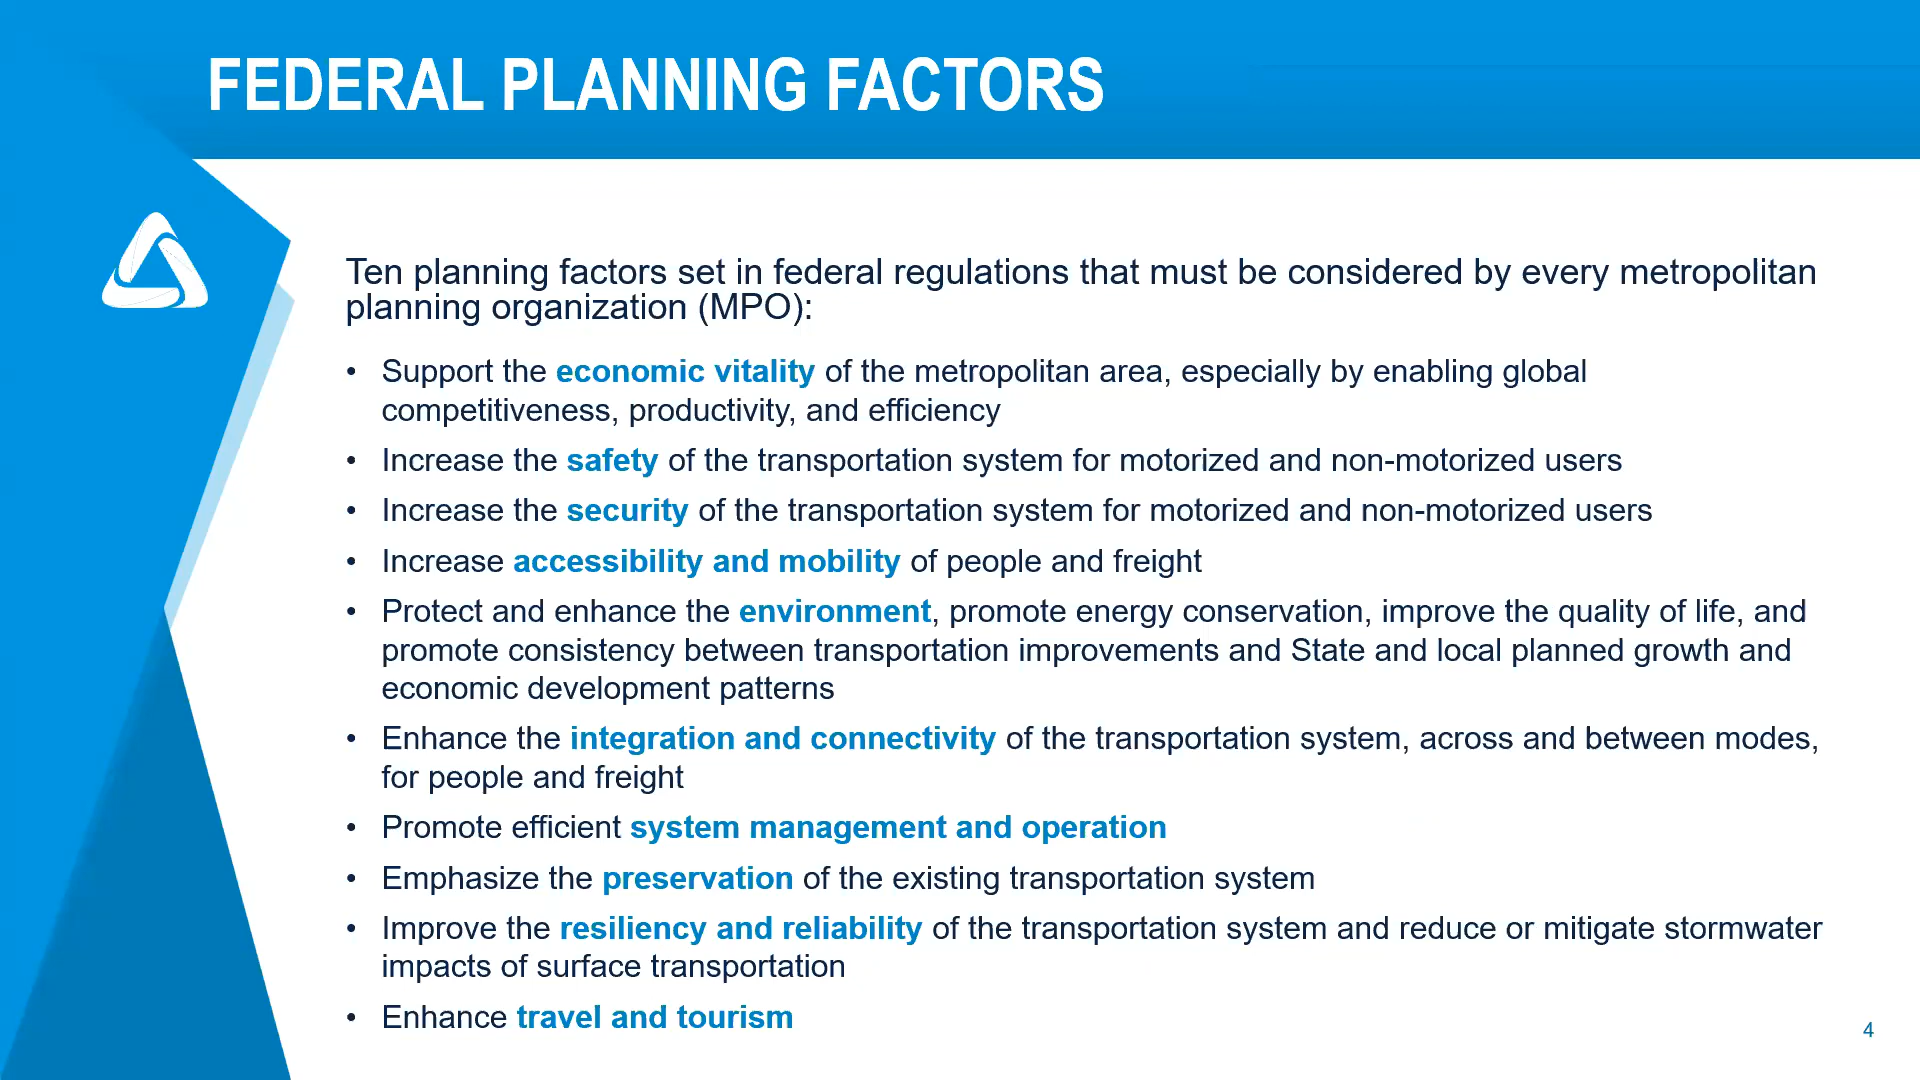 FEDERAL PLANNING FACTORS
Ten planning factors set in federal regulations that must be considered by every metropolitan
planning organization (MPO):
• Support the economic vitality of the metropolitan area, especially by enabling global
competitiveness, productivity, and efficiency
• Increase the safety of the transportation system for motorized and non-motorized users
• Increase the security of the transportation system for motorized and non-motorized users
• Increase accessibility and mobility of people and freight
• Protect and enhance the environment, promote energy conservation, improve the quality of life, and
promote consistency between transportation improvements and State and local planned growth and
economic development patterns
• Enhance the integration and connectivity of the transportation system, across and between modes,
for people and freight
• Promote efficient system management and operation
• Emphasize the preservation of the existing transportation system
• Improve the resiliency and reliability of the transportation system and reduce or mitigate stormwater
impacts of surface transportation
• Enhance travel and tourism
4